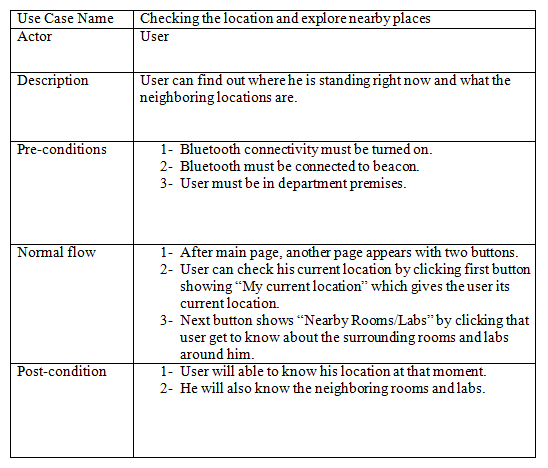 Use Case Name Checking the location and explore nearby places
Actor User
Description User can find out where he is standing right now and what the
neighboring locations are.
Pre-conditions 1- Bluetooth connectivity must be turned on.
2- Bluetooth must be connected to beacon.
3- User must be in department premises.
Normal flow 1- After main page, another page appears with two buttons.
2- User can check his current location by clicking first button
showing “My current location” which gives the user its
current location.
3- Next button shows “Nearby Rooms/Labs” by clicking that
user get to know about the surrounding rooms and labs
around him.
Post-condition 1- User will able to know his location at that moment.
2- He will also know the neighboring rooms and labs.